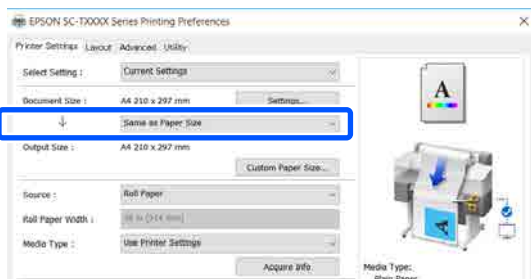 EPSON SC-TXXXX Series Printing Preferences
Printer Settings Layout Advanced Utility
Select Setting : Current Settings
Document Size : A4 210 x 297 mm Settings...
Same as Paper Size
Output Size : A4 210 x 297 mm
Custom Paper Size...
Source : Roll Paper
Roll Paper Width :
Media Type : Use Printer Settings
Acquire Info
A
A
Media Type:
Plain Paper